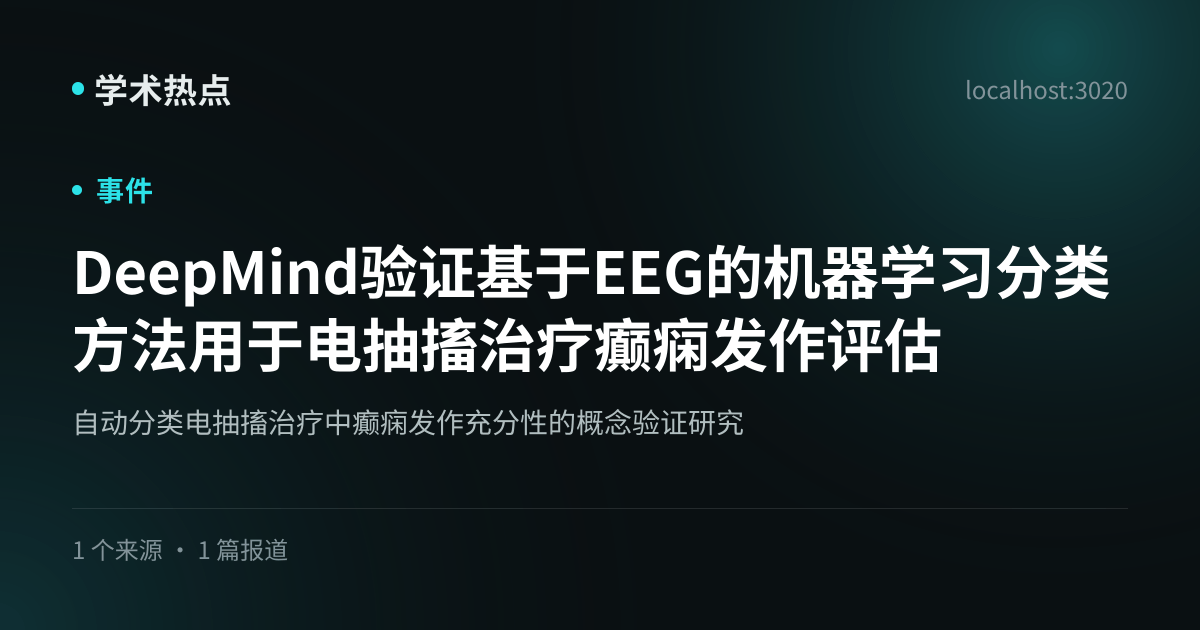 学术热点
localhost:3020
事件
DeepMind验证基于EEG的机器学习分类
方法用于电抽搐治疗癫痫发作评估
自动分类电抽搐治疗中癫痫发作充分性的概念验证研究
1 个来源 · 1 篇报道